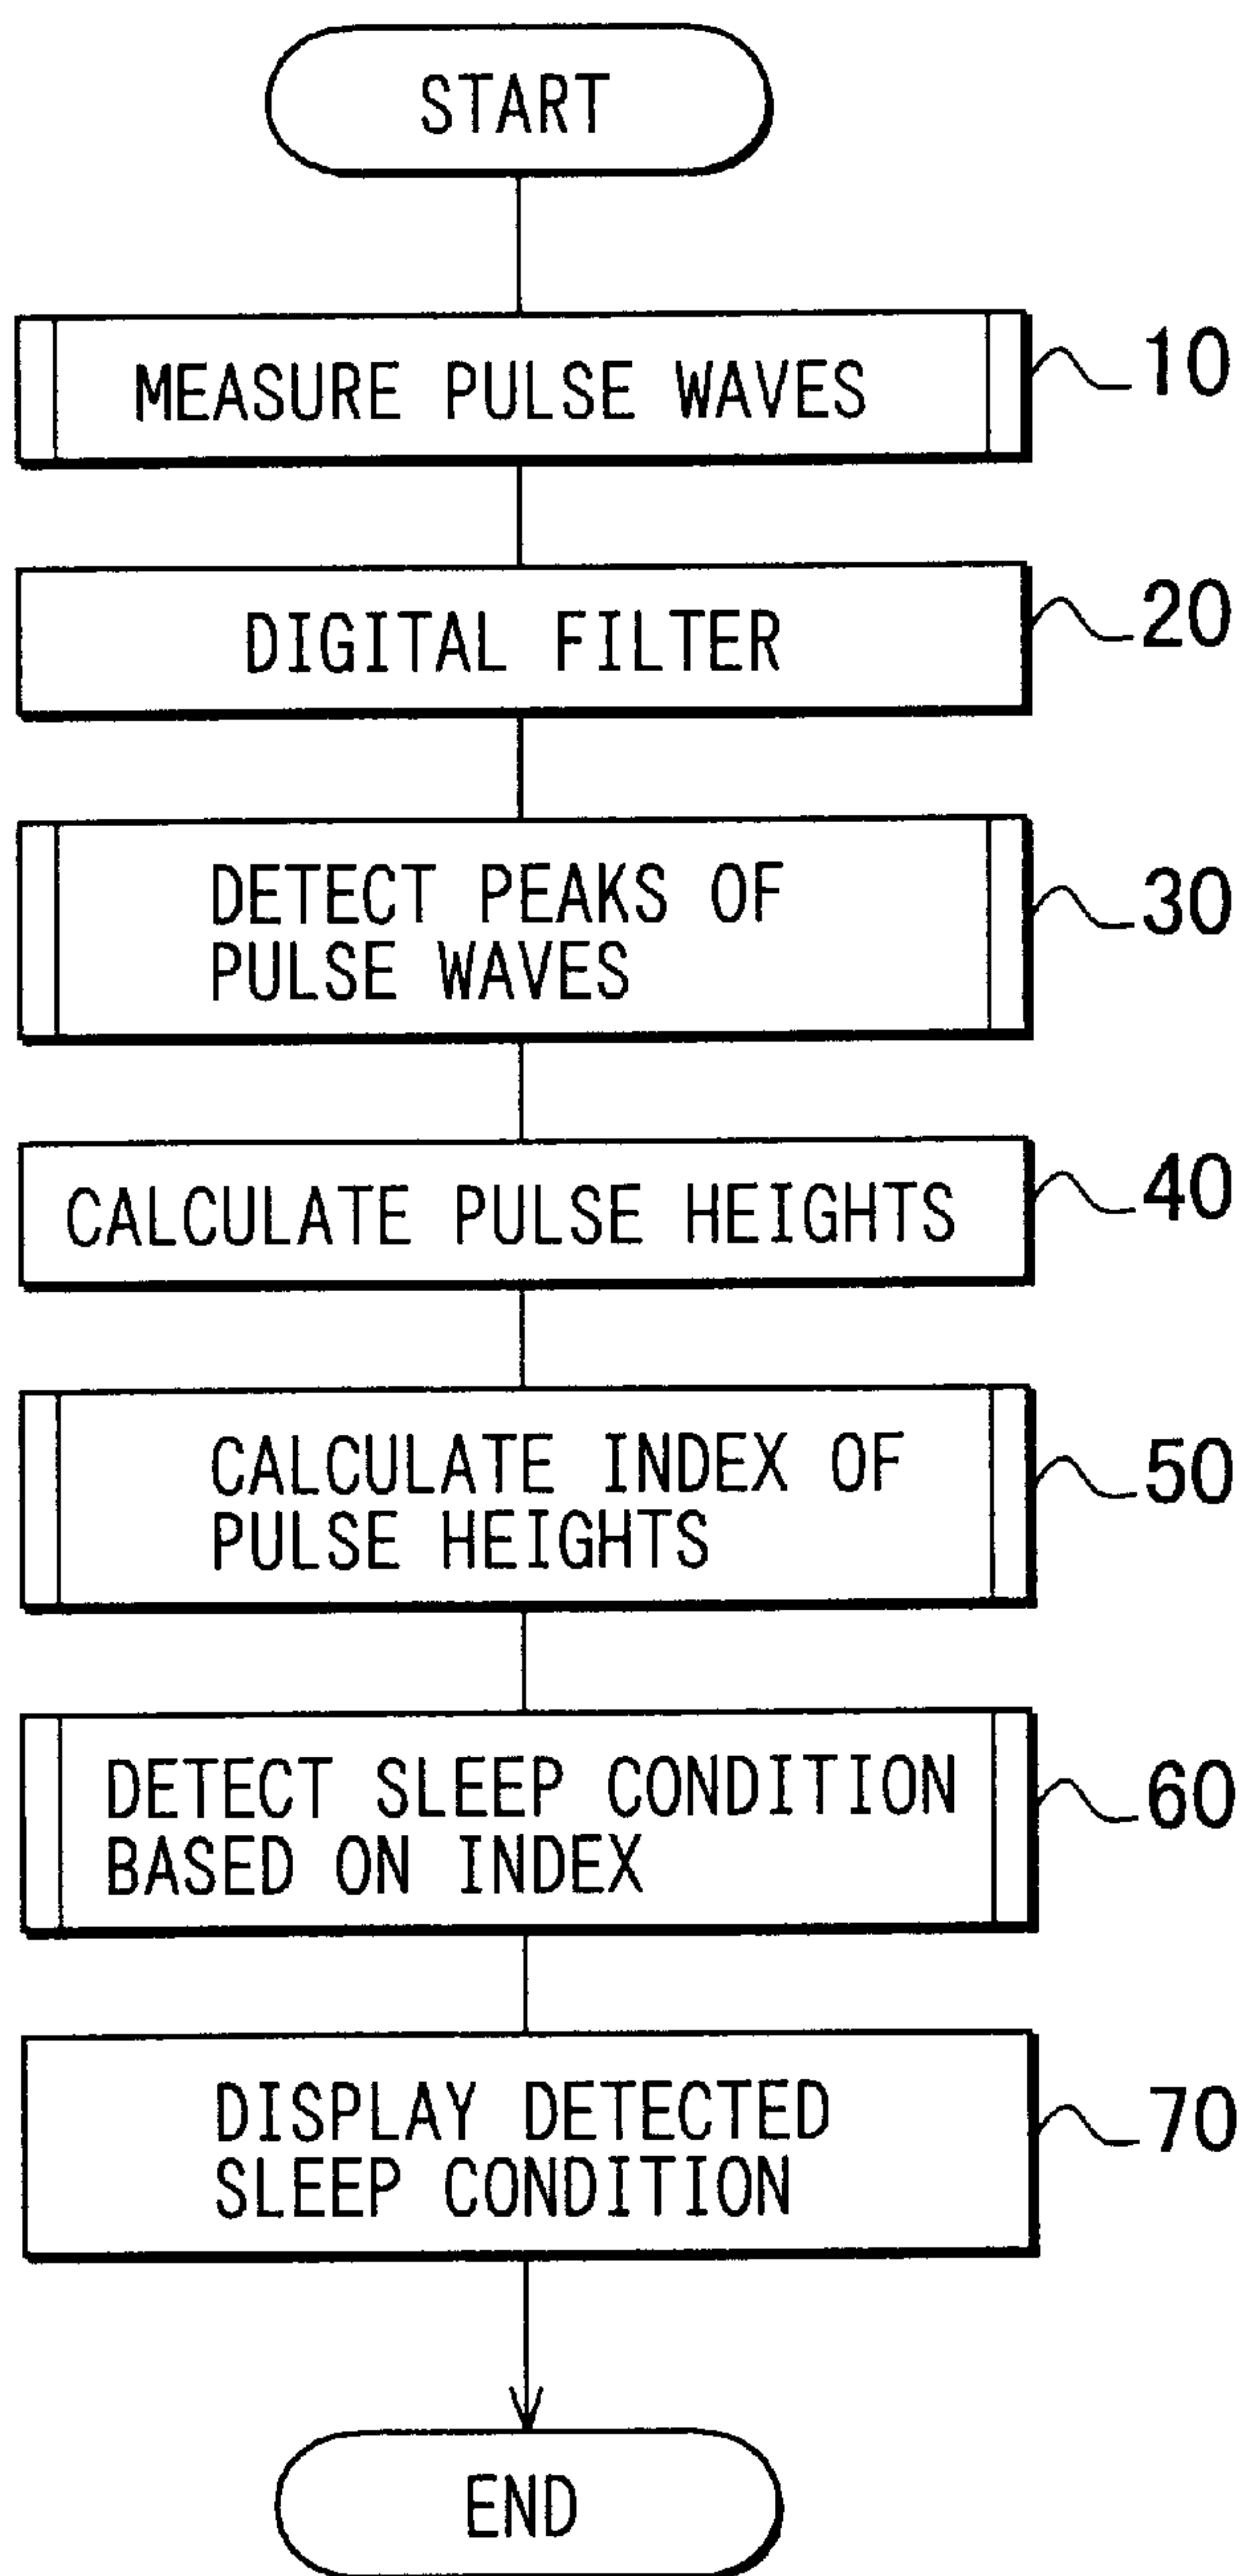 START
MEASURE PULSE WAVES
10
DIGITAL FILTER
20
DETECT PEAKS OF
PULSE WAVES
30
CALCULATE PULSE HEIGHTS
40
CALCULATE INDEX OF
PULSE HEIGHTS
50
DETECT SLEEP CONDITION
BASED ON INDEX
60
DISPLAY DETECTED
SLEEP CONDITION
70
END